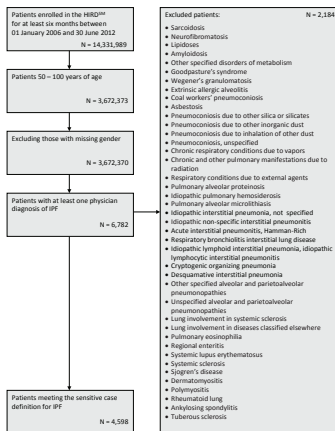 Patients enrolled in the HIRD℠
for at least six months between
01 January 2006 and 30 June 2012
N = 14,331,989
Patients 50 – 100 years of age
N = 3,672,373
Excluding those with missing gender
N = 3,672,370
Patients with at least one physician
diagnosis of IPF
N = 6,782
Patients meeting the sensitive case
definition for IPF
N = 4,598
Excluded patients: N = 2,184
• Sarcoidosis
• Neurofibromatosis
• Lipidoses
• Amyloidosis
• Other specified disorders of metabolism
• Goodpasture's syndrome
• Wegener's granulomatosis
• Extrinsic allergic alveolitis
• Coal workers' pneumoconiosis
• Asbestosis
• Pneumoconiosis due to other silica or silicates
• Pneumoconiosis due to other inorganic dust
• Pneumoconiosis due to inhalation of other dust
• Pneumoconiosis, unspecified
• Chronic respiratory conditions due to vapors
• Chronic and other pulmonary manifestations due to
radiation
• Respiratory conditions due to external agents
• Pulmonary alveolar proteinosis
• Idiopathic pulmonary hemosiderosis
• Pulmonary alveolar microlithiasis
• Idiopathic interstitial pneumonia, not specified
• Idiopathic non-specific interstitial pneumonitis
• Acute interstitial pneumonitis, Hamman-Rich
• Respiratory bronchiolitis interstitial lung disease
• Idiopathic lymphoid interstitial pneumonia, idiopathic
lymphocytic interstitial pneumonitis
• Cryptogenic organizing pneumonia
• Desquamative interstitial pneumonia
• Other specified alveolar and parietoalveolar
pneumonopathies
• Unspecified alveolar and parietoalveolar
pneumonopathies
• Lung involvement in systemic sclerosis
• Lung involvement in diseases classified elsewhere
• Pulmonary eosinophilia
• Regional enteritis
• Systemic lupus erythematosus
• Systemic sclerosis
• Sjogren's disease
• Dermatomyositis
• Polymyositis
• Rheumatoid lung
• Ankylosing spondylitis
• Tuberous sclerosis